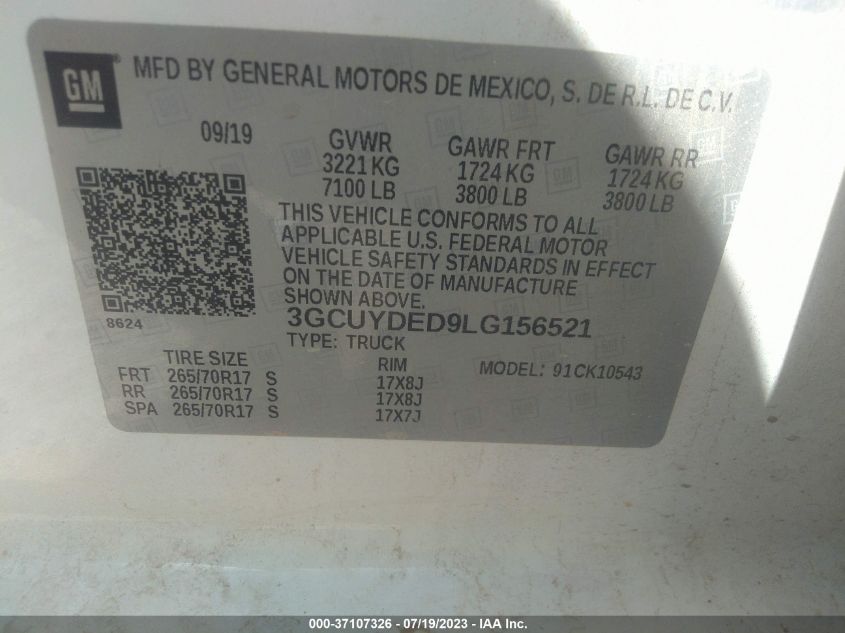 GM ® MFD BY GENERAL MOTORS DE MEXICO, S. DE R.L. DE C.V.
09/19 GVWR GAWR FRT GAWR RR
3221 KG 1724 KG 1724 KG
7100 LB 3800 LB 3800 LB
THIS VEHICLE CONFORMS TO ALL
APPLICABLE U.S. FEDERAL MOTOR
VEHICLE SAFETY STANDARDS IN EFFECT
ON THE DATE OF MANUFACTURE
SHOWN ABOVE.
8624
3GCUYDED9LG156521
TYPE: TRUCK
TIRE SIZE RIM MODEL: 91CK10543
FRT 265/70R17 S 17X8J
RR 265/70R17 S 17X8J
SPA 265/70R17 S 17X7J
000-37107326 - 07/19/2023 - IAA Inc.